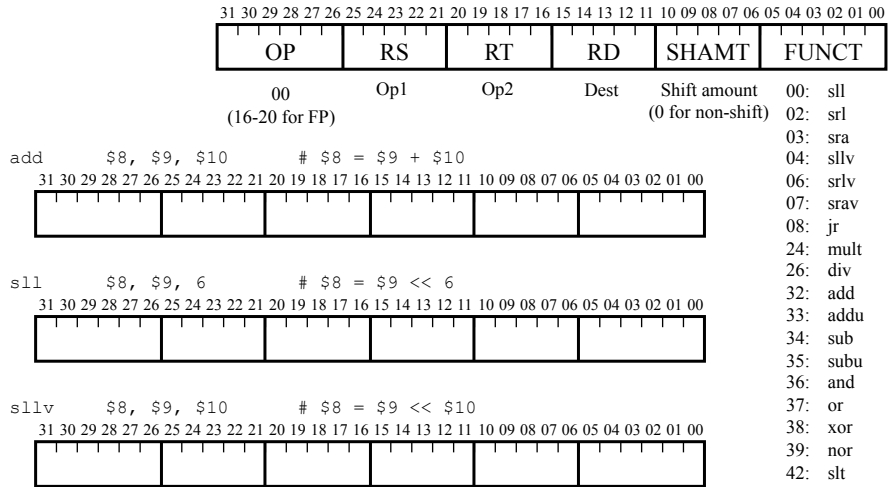 31 30 29 28 27 26 25 24 23 22 21 20 19 18 17 16 15 14 13 12 11 10 09 08 07 06 05 04 03 02 01 00
OP RS RT RD SHAMT FUNCT
00 Op1 Op2 Dest Shift amount 00: sll
(16-20 for FP) (0 for non-shift) 02: srl
03: sra
add $8, $9, $10 # $8 = $9 + $10 04: sllv
31 30 29 28 27 26 25 24 23 22 21 20 19 18 17 16 15 14 13 12 11 10 09 08 07 06 05 04 03 02 01 00 06: srlv
07: srav
08: jr
24: mult
sll $8, $9, 6 # $8 = $9 << 6 26: div
31 30 29 28 27 26 25 24 23 22 21 20 19 18 17 16 15 14 13 12 11 10 09 08 07 06 05 04 03 02 01 00 32: add
33: addu
34: sub
35: subu
36: and
sllv $8, $9, $10 # $8 = $9 << $10 37: or
31 30 29 28 27 26 25 24 23 22 21 20 19 18 17 16 15 14 13 12 11 10 09 08 07 06 05 04 03 02 01 00 38: xor
39: nor
42: slt